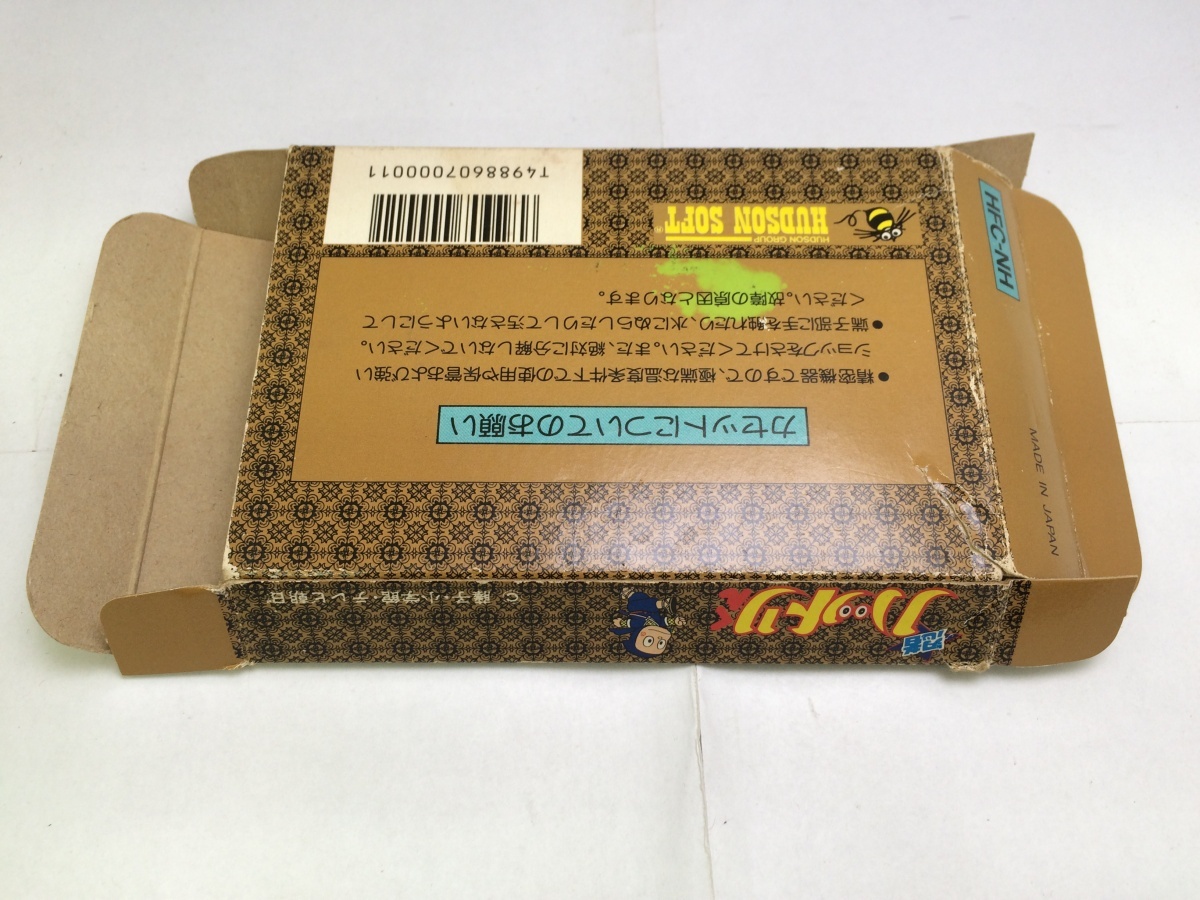 カセットについてのお願い
●精密機器ですので、極端な温度条件下での使用や保管および強い
ショックをさけてください。また、絶対に分解しないでください。
●端子部に手を触れたり、水にぬらしたりして汚さないようにして
ください。故障の原因となります。
HUDSON GROUP
HUDSON SOFT®
T4988607000011
HFC-NH
MADE IN JAPAN
忍者
ハットリくん
© 藤子・小学館・テレビ朝日